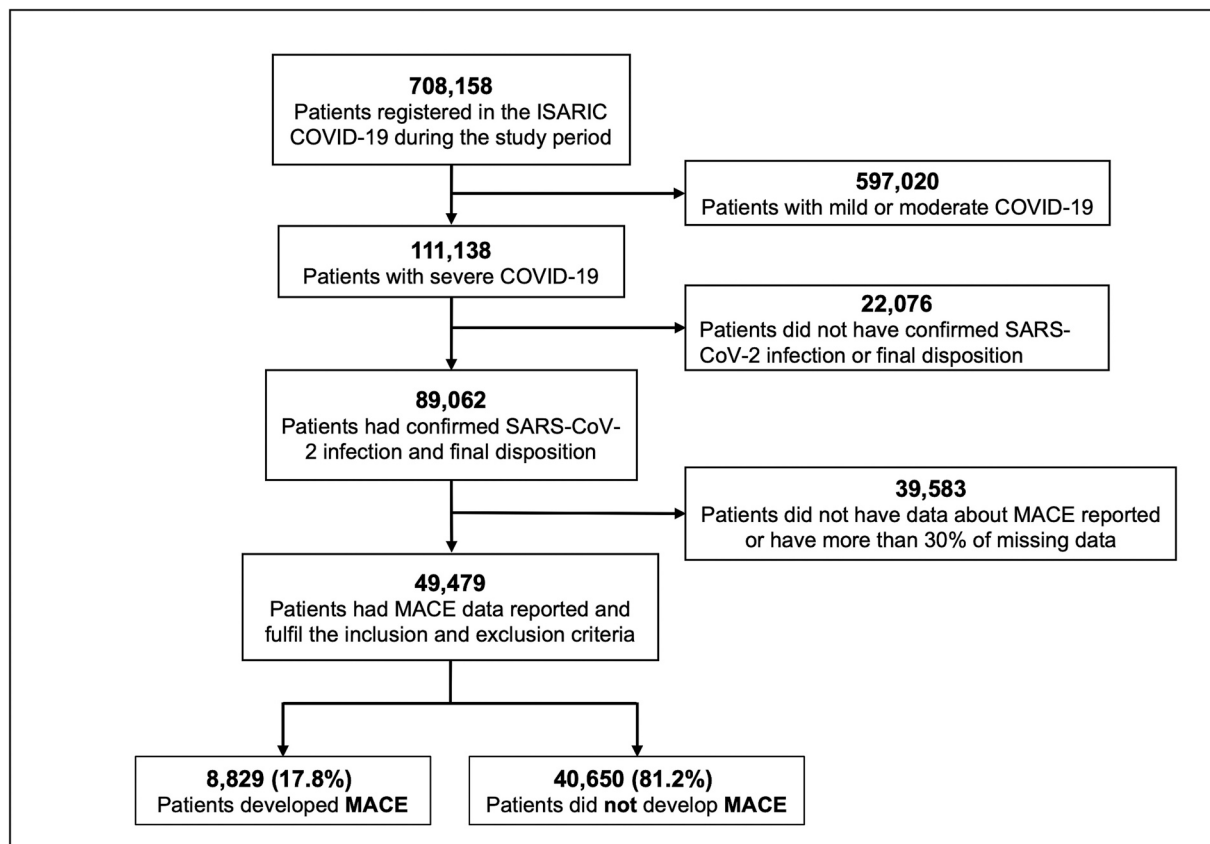 708,158
Patients registered in the ISARIC
COVID-19 during the study period
597,020
Patients with mild or moderate COVID-19
111,138
Patients with severe COVID-19
22,076
Patients did not have confirmed SARS-
CoV-2 infection or final disposition
89,062
Patients had confirmed SARS-CoV-
2 infection and final disposition
39,583
Patients did not have data about MACE reported
or have more than 30% of missing data
49,479
Patients had MACE data reported and
fulfil the inclusion and exclusion criteria
8,829 (17.8%)
Patients developed MACE
40,650 (81.2%)
Patients did not develop MACE